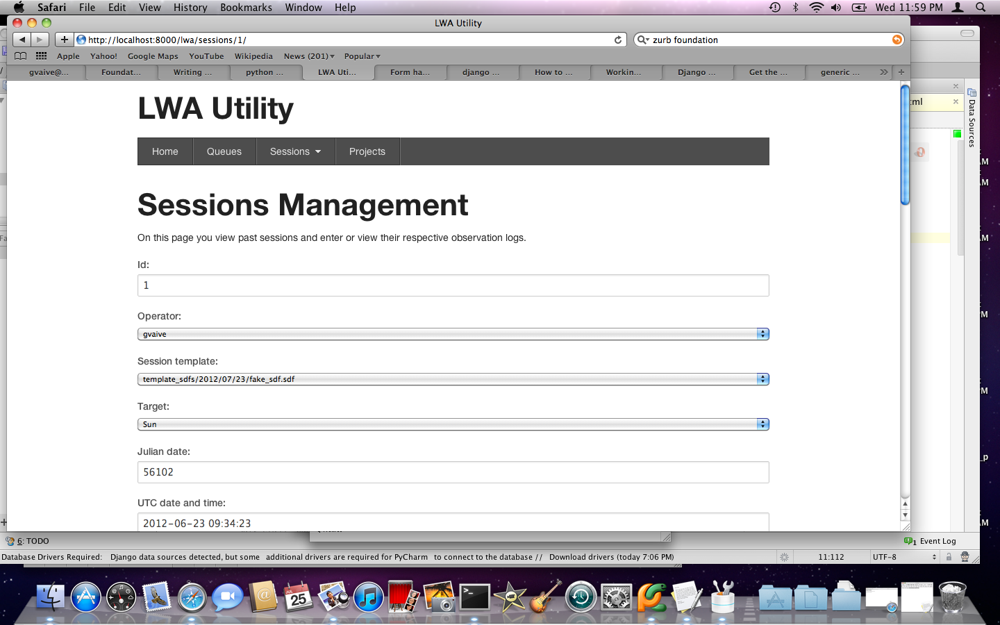 Safari File Edit View History Bookmarks Window Help Wed 11:59 PM
LWA Utility
http://localhost:8000/lwa/sessions/1/ zurb foundation
Apple Yahoo! Google Maps YouTube Wikipedia News (201) Popular
gvaive@... Foundat... Writing ... python ... LWA Uti... Form ha... django ... How to ... Workin... Django ... Get the ... generic ... >> +
LWA Utility
Home Queues Sessions Projects
Sessions Management
On this page you view past sessions and enter or view their respective observation logs.
Id:
1
Operator:
gvaive
Session template:
template_sdfs/2012/07/23/fake_sdf.sdf
Target:
Sun
Julian date:
56102
UTC date and time:
2012-06-23 09:34:23
ml
Data Sources
M
M
M
PM
M
PM
_p
M
6: TODO
1 Event Log
Database Drivers Required: Django data sources detected, but some additional drivers are required for PyCharm to connect to the database // Download drivers (today 7:06 PM) 11:112 UTF-8
JUL
25